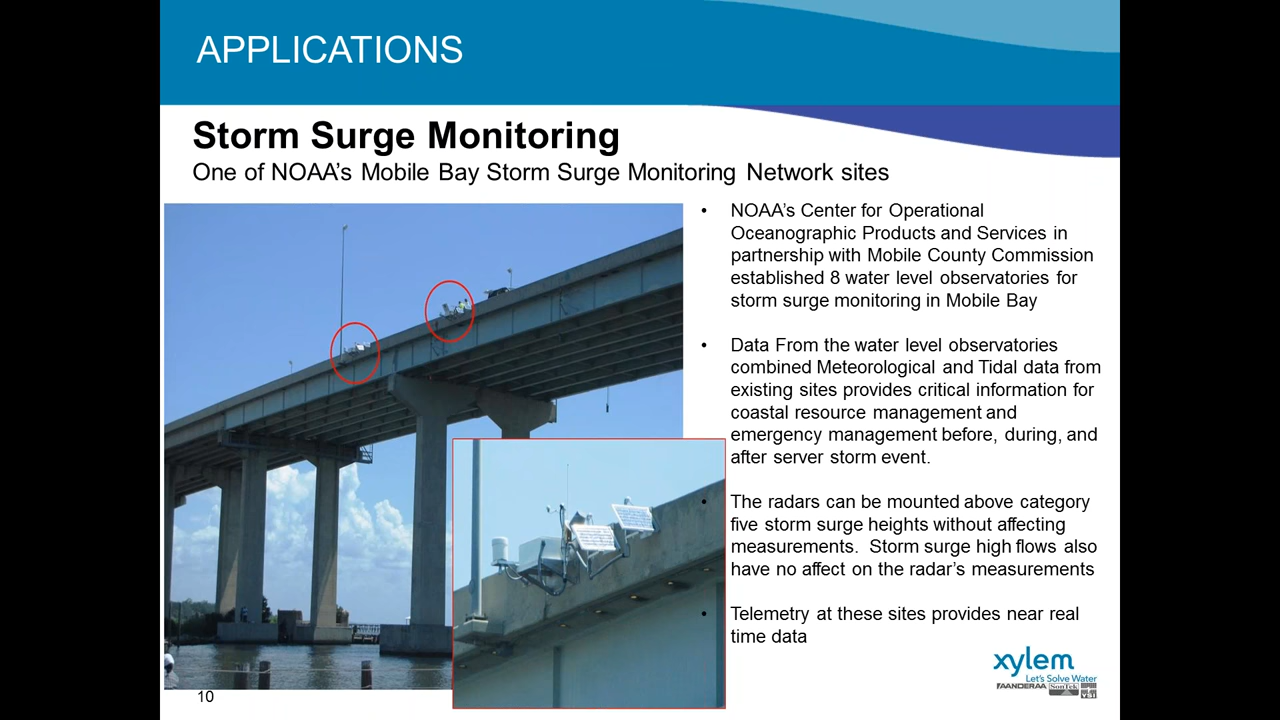 APPLICATIONS
Storm Surge Monitoring
One of NOAA's Mobile Bay Storm Surge Monitoring Network sites
• NOAA's Center for Operational
Oceanographic Products and Services in
partnership with Mobile County Commission
established 8 water level observatories for
storm surge monitoring in Mobile Bay
• Data From the water level observatories
combined Meteorological and Tidal data from
existing sites provides critical information for
coastal resource management and
emergency management before, during, and
after server storm event.
• The radars can be mounted above category
five storm surge heights without affecting
measurements. Storm surge high flows also
have no affect on the radar's measurements
• Telemetry at these sites provides near real
time data
xylem
Let's Solve Water
AANDERAA SonTek YSI
10